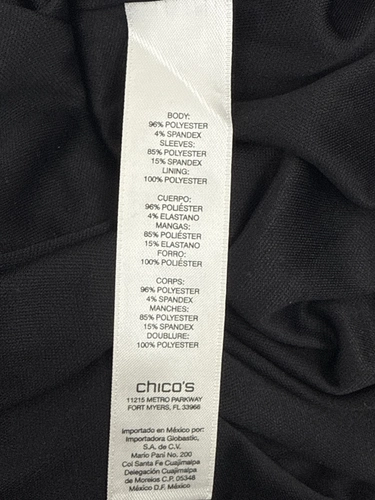 BODY:
96% POLYESTER
4% SPANDEX
SLEEVES:
85% POLYESTER
15% SPANDEX
LINING:
100% POLYESTER
CUERPO:
96% POLIÉSTER
4% ELASTANO
MANGAS:
85% POLIÉSTER
15% ELASTANO
FORRO:
100% POLIÉSTER
CORPS:
96% POLYESTER
4% SPANDEX
MANCHES:
85% POLYESTER
15% SPANDEX
DOUBLURE:
100% POLYESTER
chico's
11215 METRO PARKWAY
FORT MYERS, FL 33966
Importado en México por:
Importadora Globastic,
S.A. de C.V.
Mario Pani No. 200
Col Santa Fe Cuajimalpa
Delegación Cuajimalpa
de Morelos C.P. 05348
México D.F. México